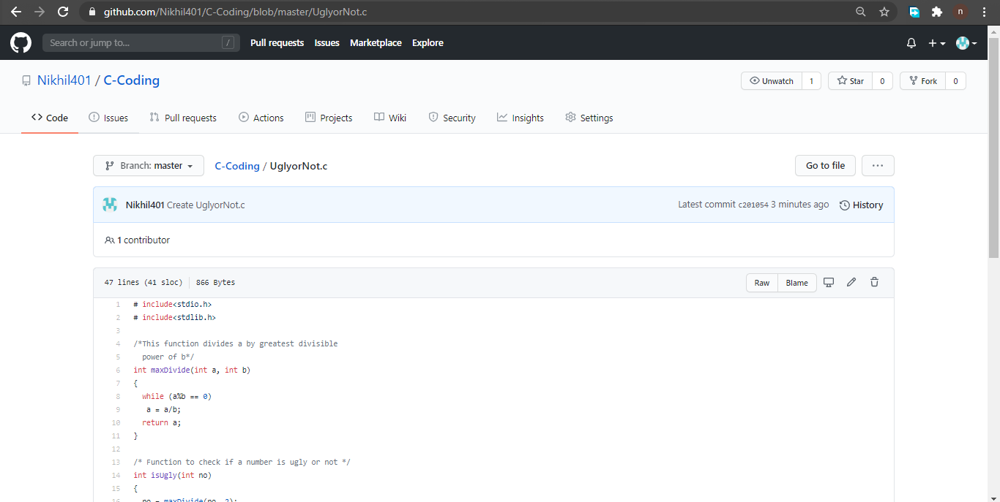 github.com/Nikhil401/C-Coding/blob/master/UglyorNot.c
n
Search or jump to...
/
Pull requests Issues Marketplace Explore
Nikhil401 / C-Coding
Unwatch 1 Star 0 Fork 0
Code Issues Pull requests Actions Projects Wiki Security Insights Settings
Branch: master C-Coding / UglyorNot.c Go to file ...
Nikhil401 Create UglyorNot.c Latest commit c201054 3 minutes ago History
1 contributor
47 lines (41 sloc) 866 Bytes Raw Blame
1 # include<stdio.h>
2 # include<stdlib.h>
3
4 /*This function divides a by greatest divisible
5 power of b*/
6 int maxDivide(int a, int b)
7 {
8 while (a%b == 0)
9 a = a/b;
10 return a;
11 }
12
13 /* Function to check if a number is ugly or not */
14 int isUgly(int no)
15 {
16 no = maxDivide(no, 2);